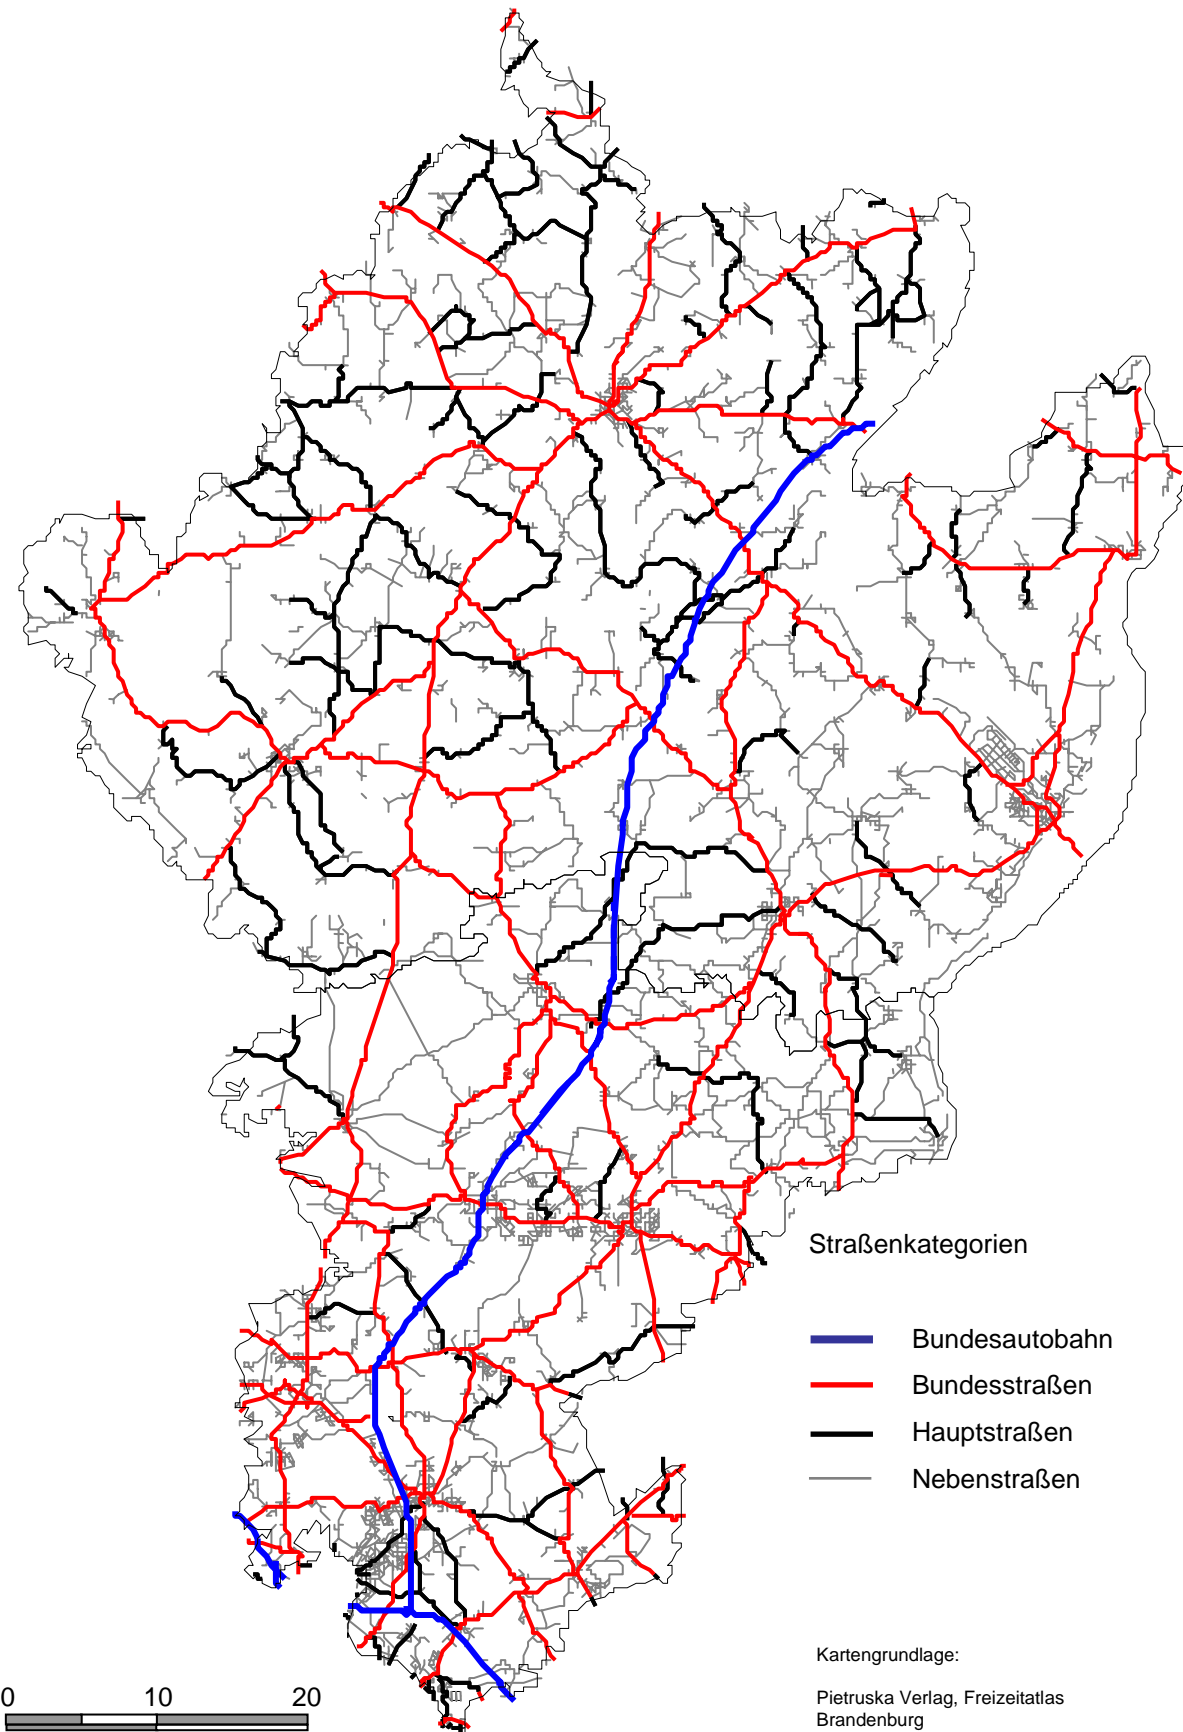 Straßenkategorien
Bundesautobahn
Bundesstraßen
Hauptstraßen
Nebenstraßen
Kartengrundlage:
Pietruska Verlag, Freizeitatlas
Brandenburg
0 10 20